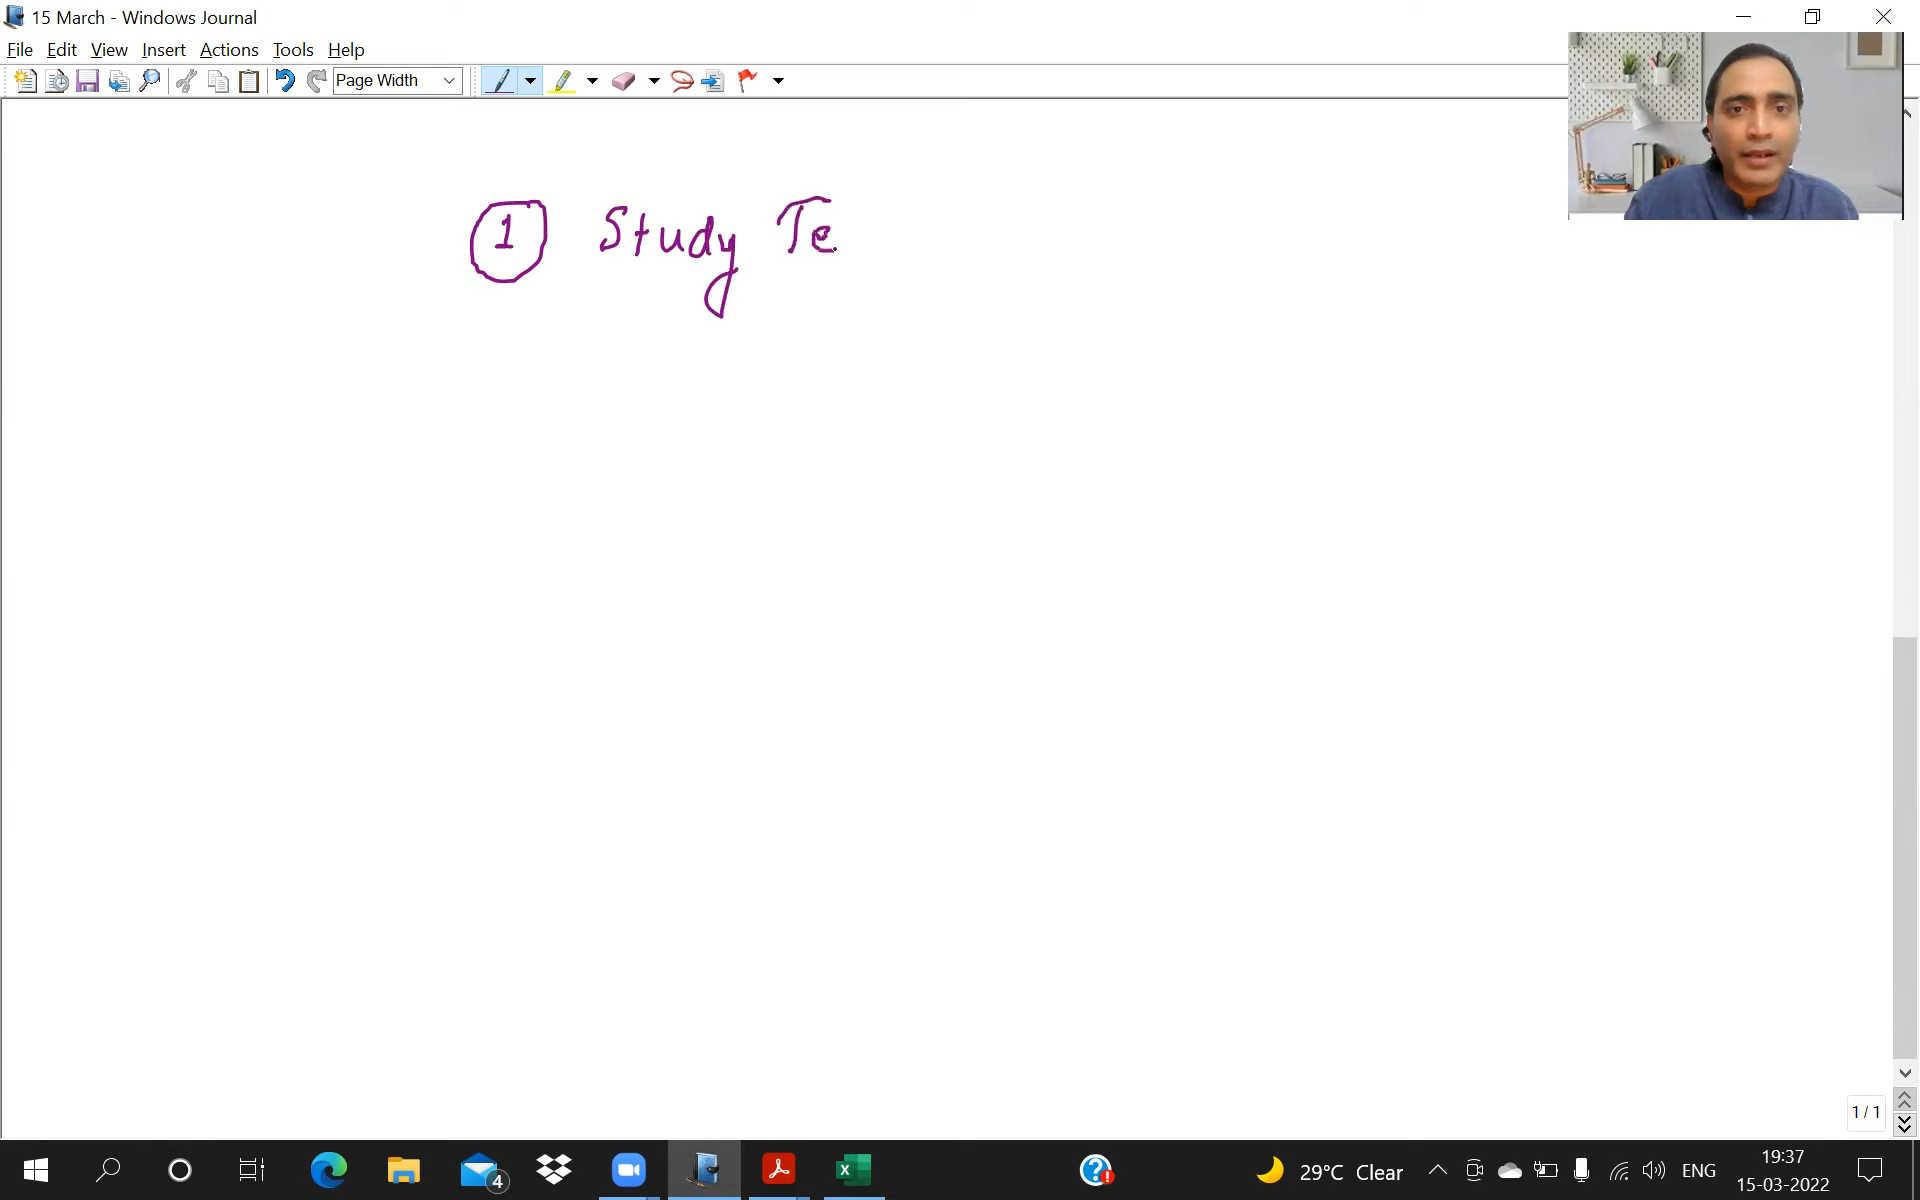 15 March - Windows Journal
File Edit View Insert Actions Tools Help
Page Width
1 Study Te
1 / 1
4
29°C Clear
ENG
19:37
15-03-2022